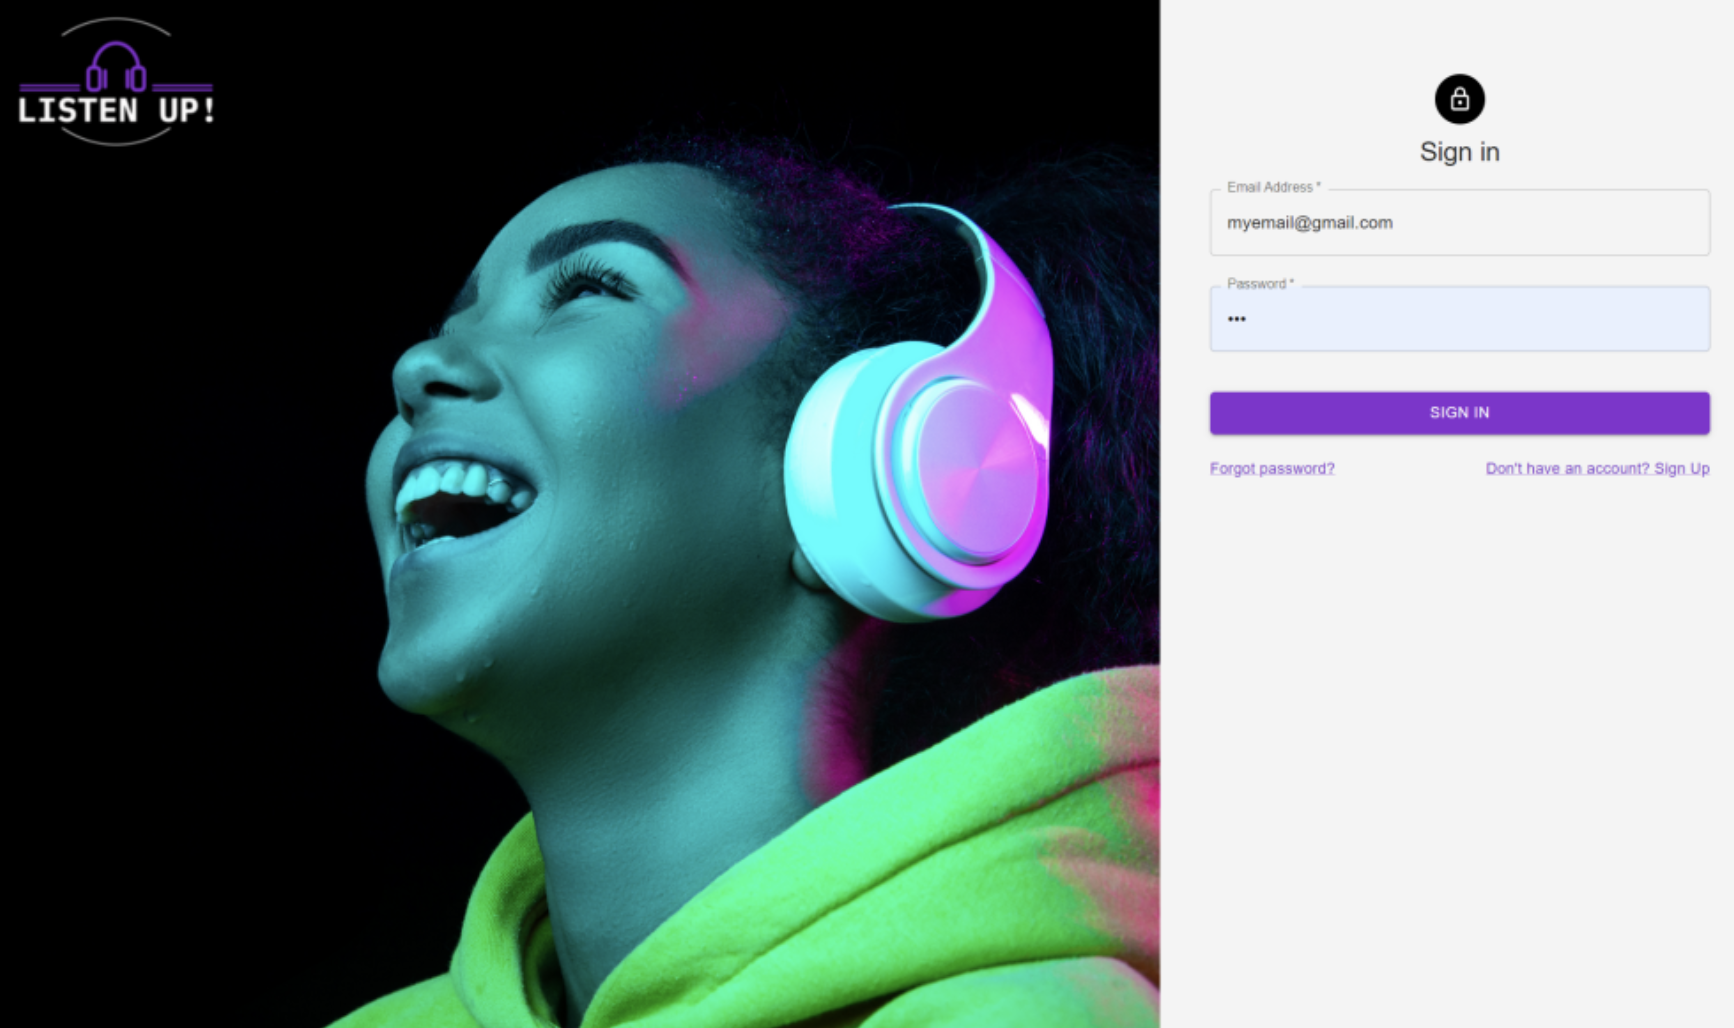 LISTEN UP!
Sign in
Email Address *
myemail@gmail.com
Password *
•••
SIGN IN
Forgot password?
Don't have an account? Sign Up